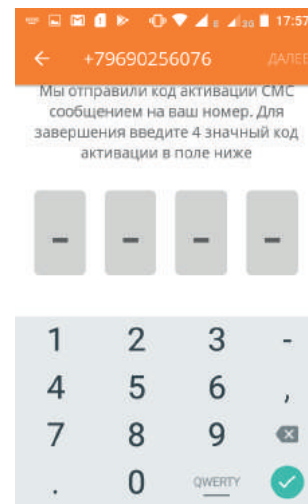 17:57
+79690256076 ДАЛЕЕ
Мы отправили код активации СМС
сообщением на ваш номер. Для
завершения введите 4 значный код
активации в поле ниже
– – – –
1 2 3 -
4 5 6 ,
7 8 9
. 0 QWERTY